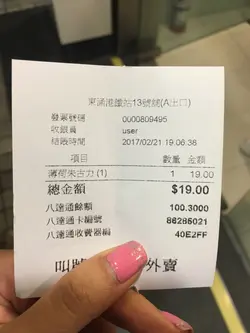 東涌港鐵站13號舖(A出口)
發票號碼 0000809495
收銀員 user
結賬時間 2017/02/21 19:06:38
項目 數量 金額
薄荷朱古力(1) 1 19.00
總金額 $19.00
八達通餘額 100.3000
八達通卡編號 86285021
八達通收費器編 40E2FF
外賣